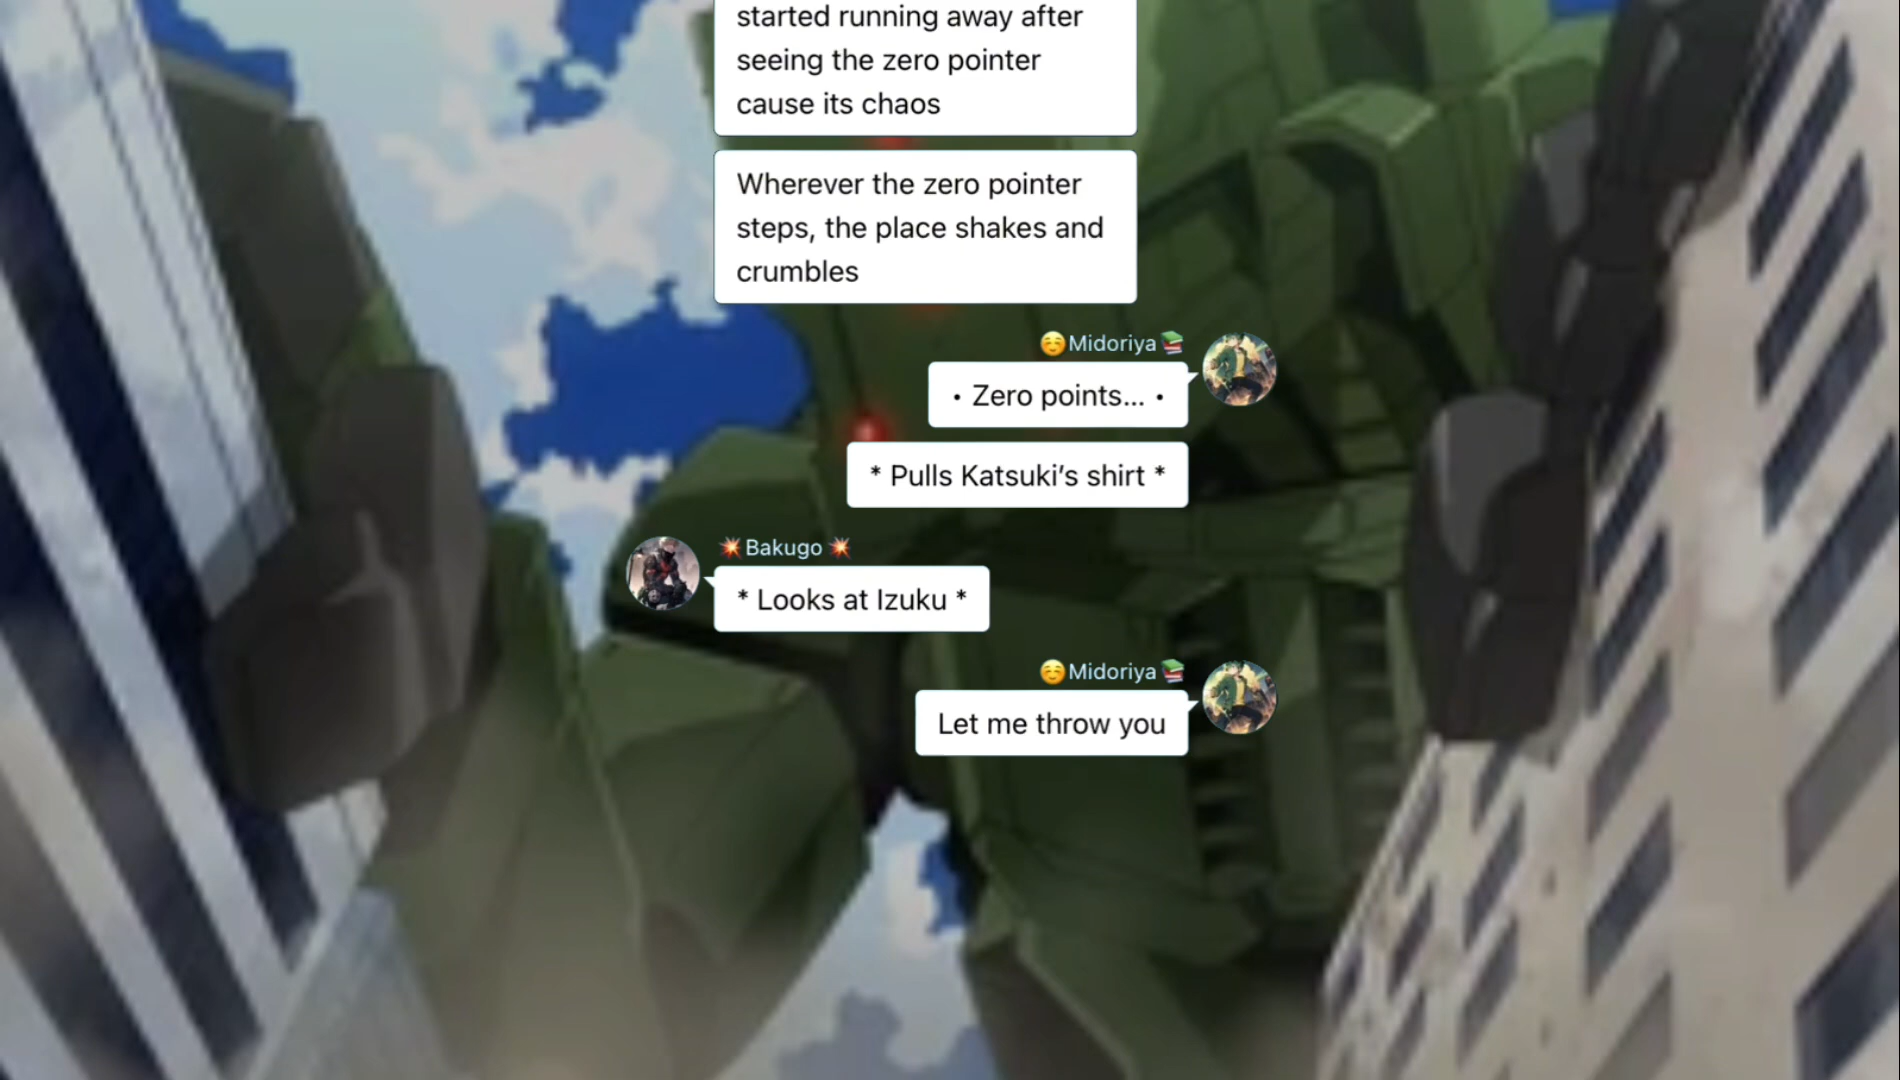 started running away after
seeing the zero pointer
cause its chaos
Wherever the zero pointer
steps, the place shakes and
crumbles
☺️Midoriya📚
• Zero points... •
* Pulls Katsuki’s shirt *
💥Bakugo 💥
* Looks at Izuku *
☺️Midoriya📚
Let me throw you